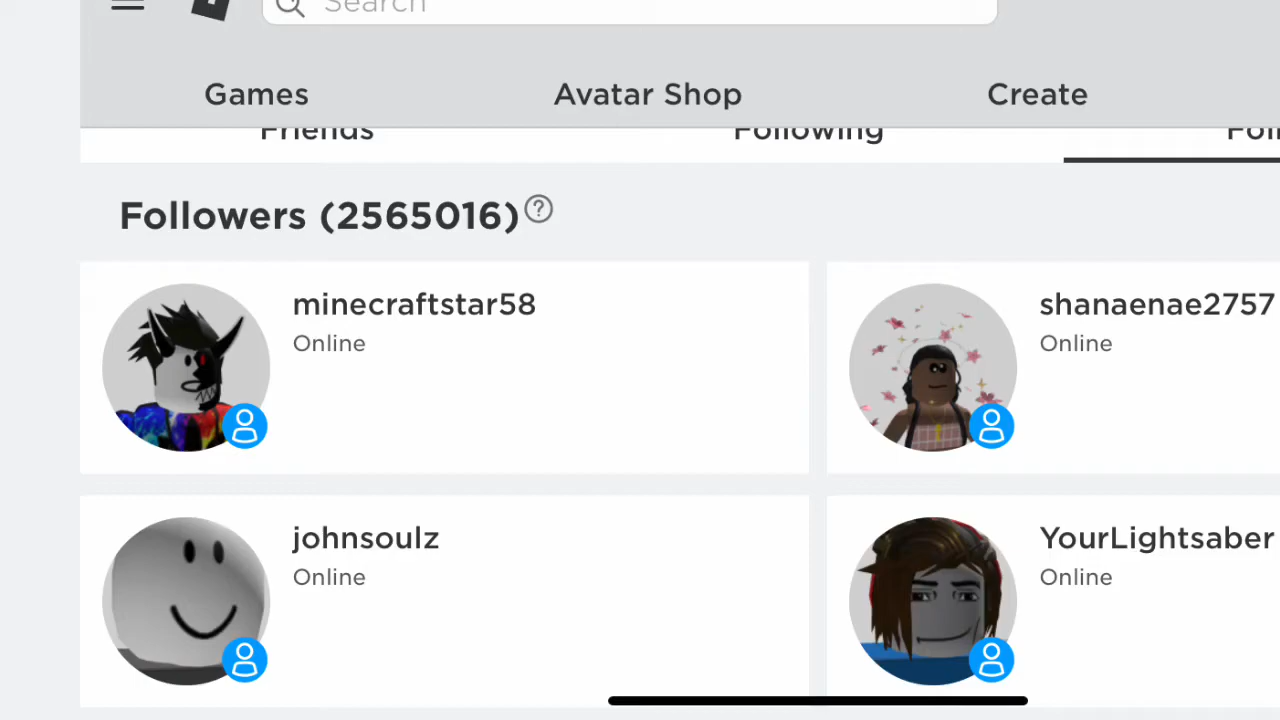 Search
Games Avatar Shop Create
Friends Following
Followers (2565016)
minecraftstar58 shanaenae2757
Online Online
johnsoulz YourLightsaber
Online Online